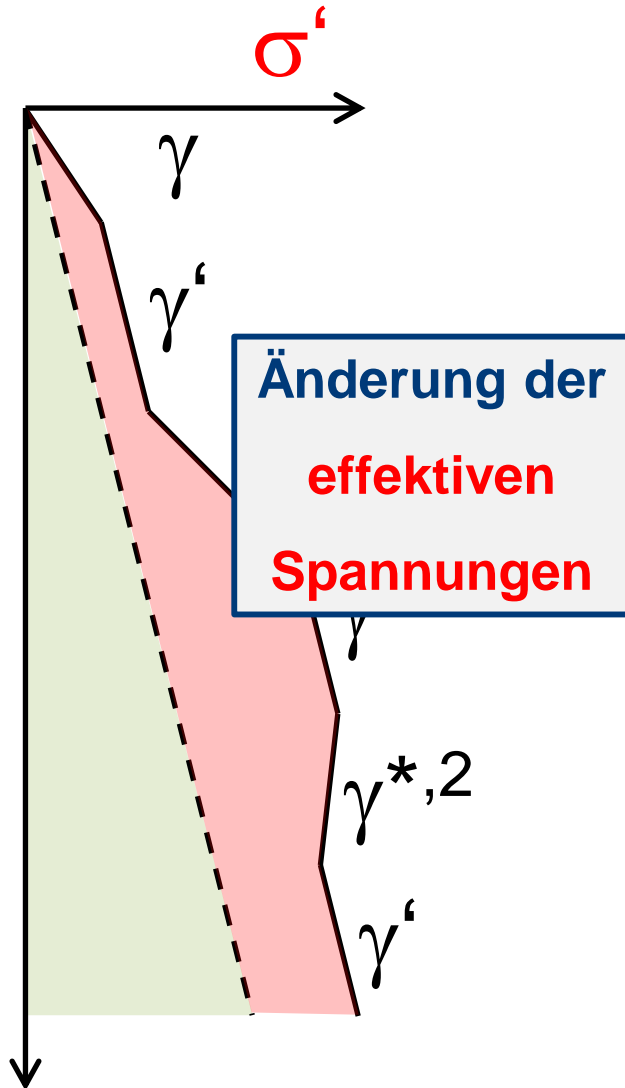 σ‘
γ
γ‘
Änderung der
effektiven
Spannungen
γ*,2
γ‘